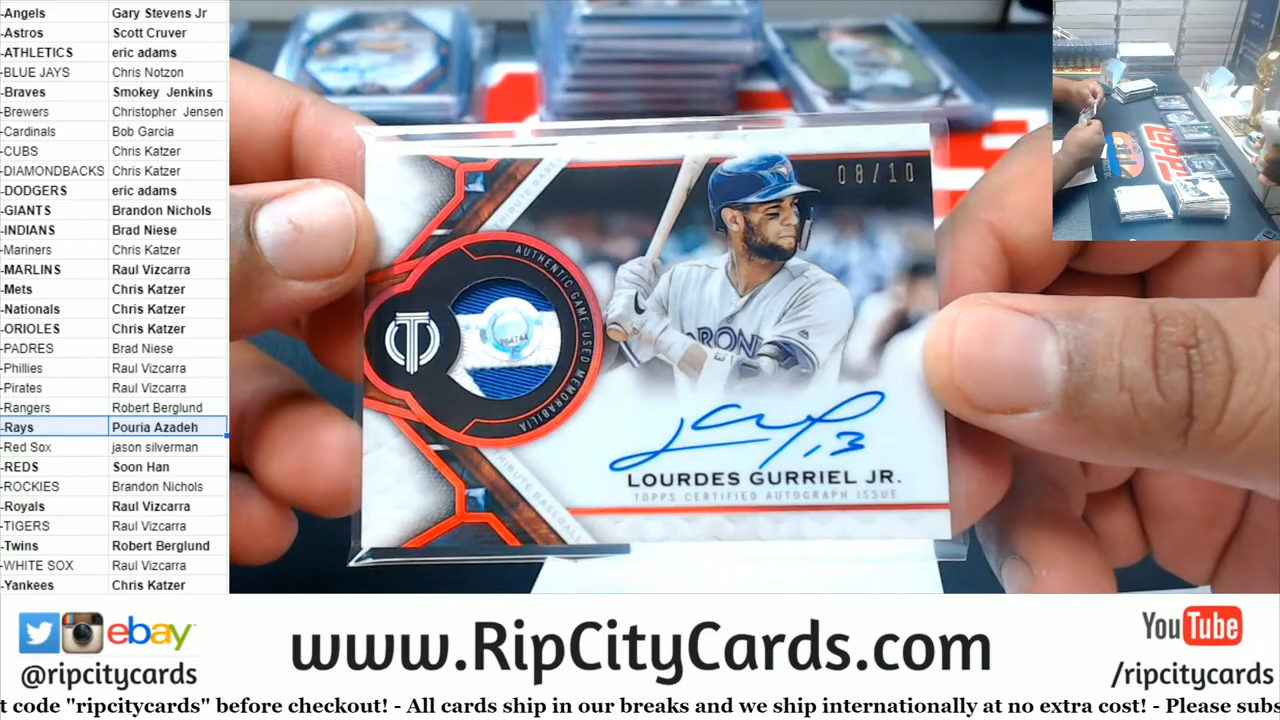 -Angels Gary Stevens Jr
-Astros Scott Cruver
-ATHLETICS eric adams
-BLUE JAYS Chris Notzon
-Braves Smokey Jenkins
-Brewers Christopher Jensen
-Cardinals Bob Garcia
-CUBS Chris Katzer
-DIAMONDBACKS Chris Katzer
-DODGERS eric adams
-GIANTS Brandon Nichols
-INDIANS Brad Niese
-Mariners Chris Katzer
-MARLINS Raul Vizcarra
-Mets Chris Katzer
-Nationals Chris Katzer
-ORIOLES Chris Katzer
-PADRES Brad Niese
-Phillies Raul Vizcarra
-Pirates Raul Vizcarra
-Rangers Robert Berglund
-Rays Pouria Azadeh
-Red Sox jason silverman
-REDS Soon Han
-ROCKIES Brandon Nichols
-Royals Raul Vizcarra
-TIGERS Raul Vizcarra
-Twins Robert Berglund
-WHITE SOX Raul Vizcarra
-Yankees Chris Katzer
08/10
AUTHENTIC GAME-USED MEMORABILIA
13
LOURDES GURRIEL JR.
TOPPS CERTIFIED AUTOGRAPH ISSUE
TOPPS
ebay
@ripcitycards
www.RipCityCards.com
YouTube
/ripcitycards
t code "ripcitycards" before checkout! - All cards ship in our breaks and we ship internationally at no extra cost! - Please subs